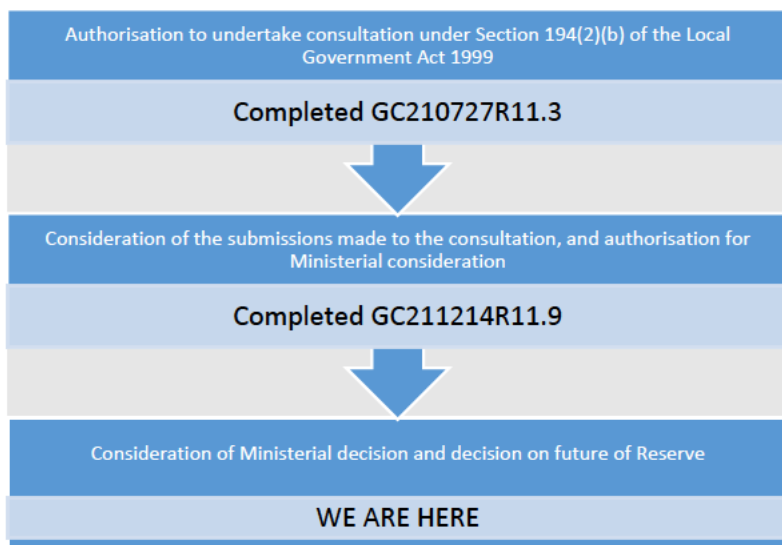 Authorisation to undertake consultation under Section 194(2)(b) of the Local
Government Act 1999
Completed GC210727R11.3
Consideration of the submissions made to the consultation, and authorisation for
Ministerial consideration
Completed GC211214R11.9
Consideration of Ministerial decision and decision on future of Reserve
WE ARE HERE